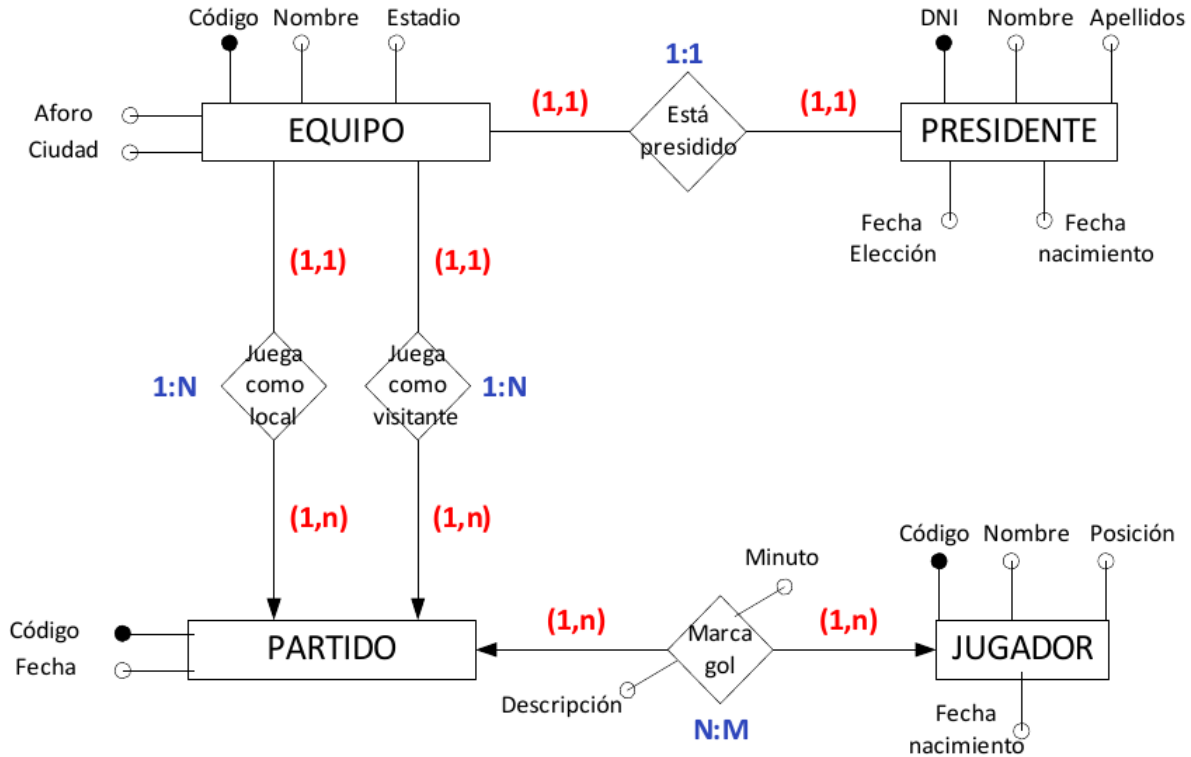 Código Nombre Estadio
DNI Nombre Apellidos
1:1
Aforo
(1,1)
(1,1)
EQUIPO
Está
presidido
PRESIDENTE
Ciudad
Fecha
Elección
Fecha
nacimiento
(1,1)
(1,1)
Juega
como
local
Juega
como
visitante
1:N
1:N
(1,n)
(1,n)
Código Nombre Posición
Minuto
Código
Fecha
PARTIDO
(1,n)
Marca
gol
(1,n)
JUGADOR
Descripción
N:M
Fecha
nacimiento